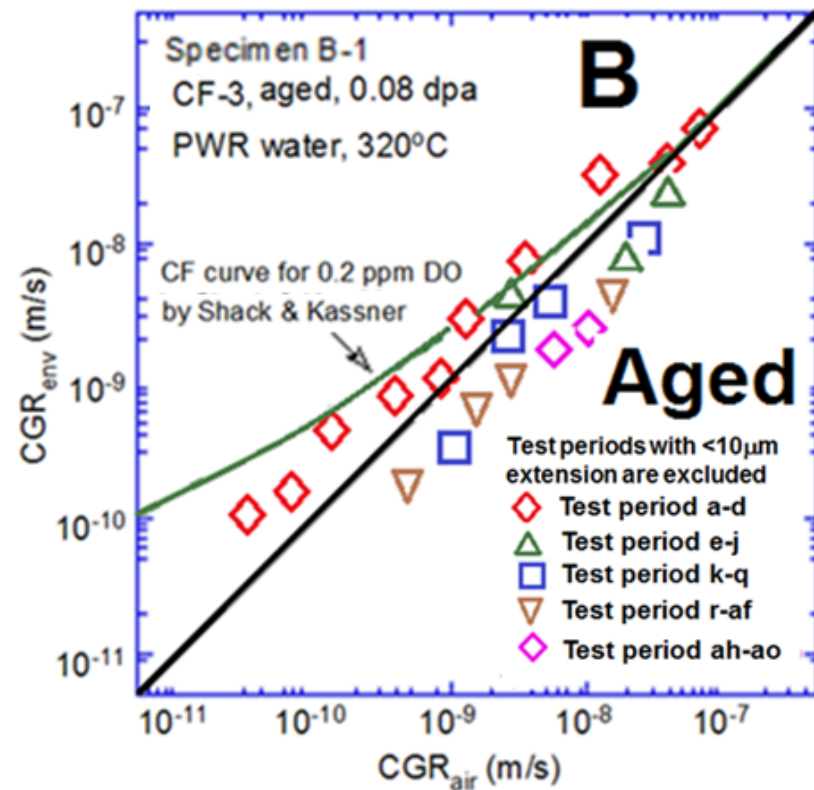 Specimen B-1
CF-3, aged, 0.08 dpa
PWR water, 320ºC
B
CF curve for 0.2 ppm DO
by Shack & Kassner
Aged
Test periods with <10µm
extension are excluded
Test period a-d
Test period e-j
Test period k-q
Test period r-af
Test period ah-ao
CGRenv (m/s)
10⁻⁷
10⁻⁸
10⁻⁹
10⁻¹⁰
10⁻¹¹
10⁻¹¹ 10⁻¹⁰ 10⁻⁹ 10⁻⁸ 10⁻⁷
CGRair (m/s)